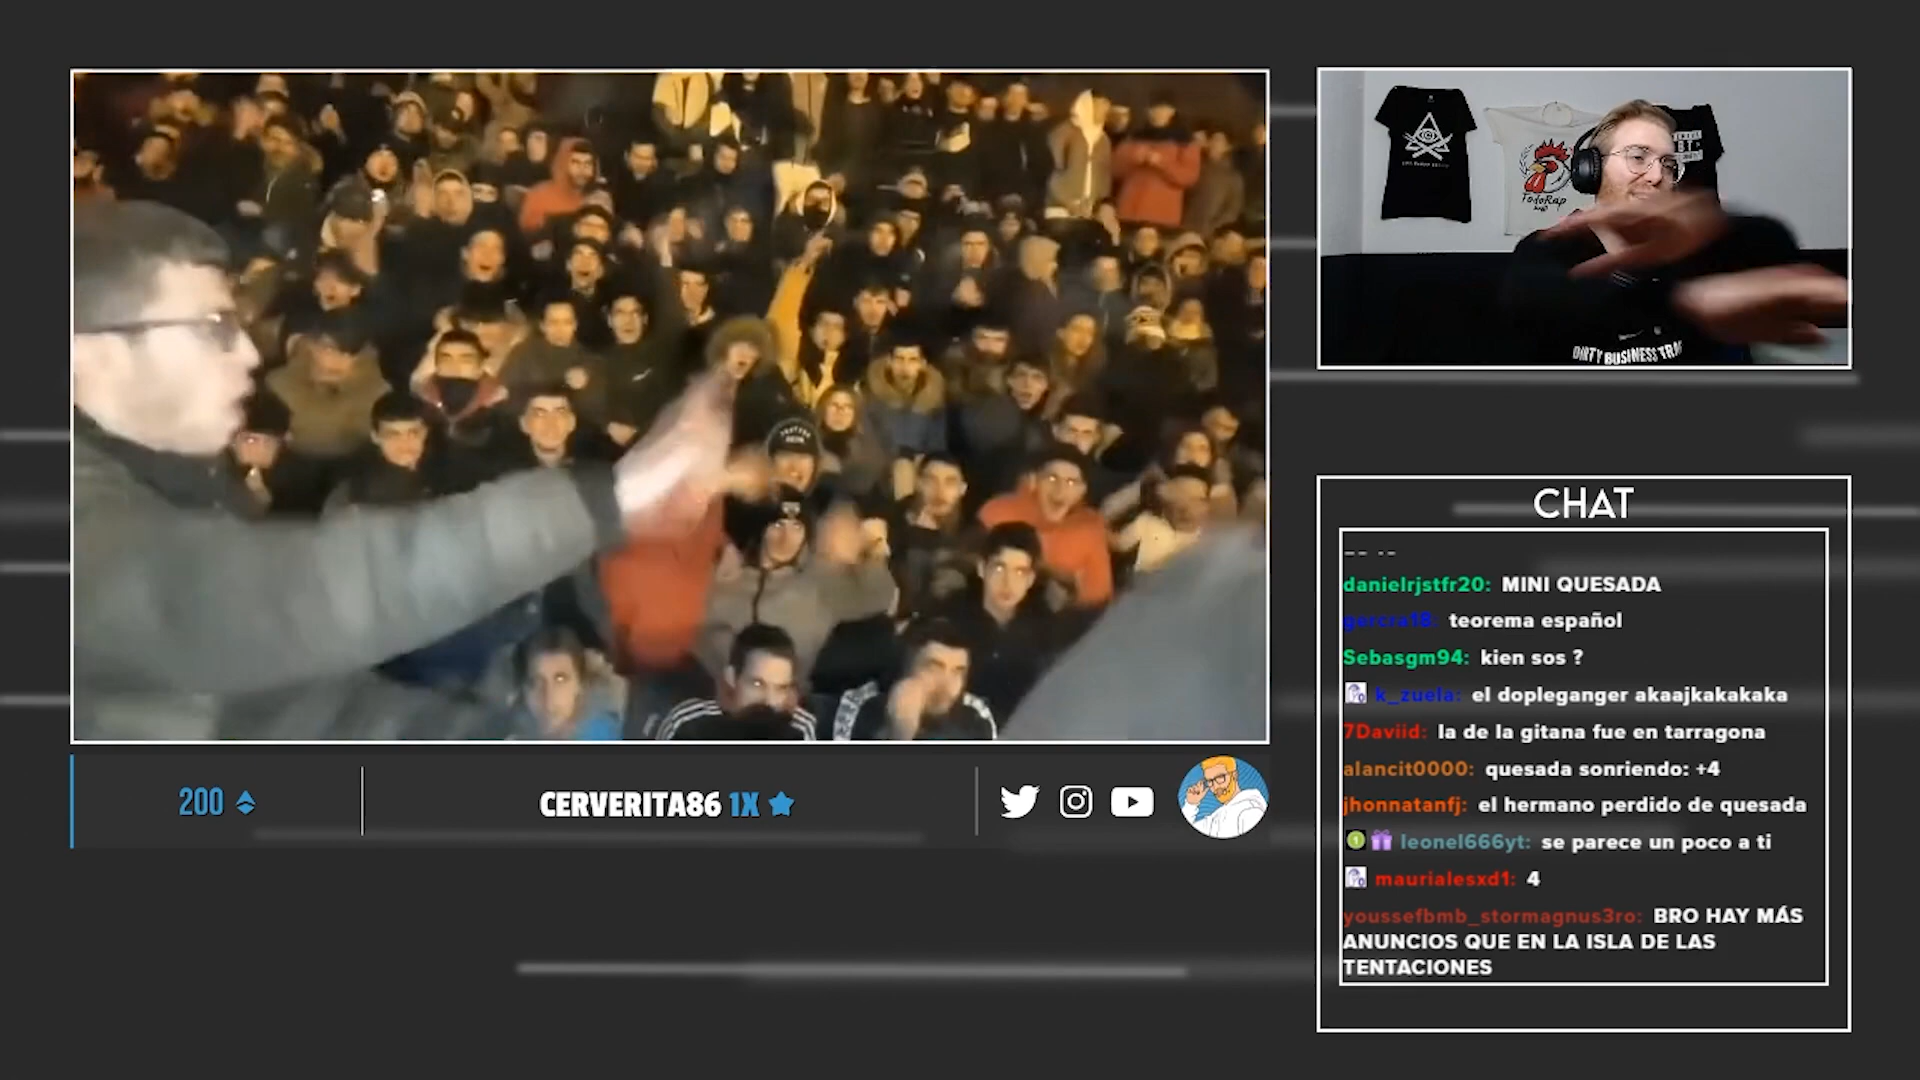 TodoRap
DIRTY BUSINESS TRA
CHAT
danielrjstfr20: MINI QUESADA
gercra18: teorema español
Sebasgm94: kien sos ?
k_zuela: el dopleganger akaajkakakaka
7Daviid: la de la gitana fue en tarragona
alancit0000: quesada sonriendo: +4
jhonnatanfj: el hermano perdido de quesada
leonel666yt: se parece un poco a ti
maurialesxd1: 4
youssefbmb_stormagnus3ro: BRO HAY MÁS
ANUNCIOS QUE EN LA ISLA DE LAS
TENTACIONES
200
CERVERITA86 1X